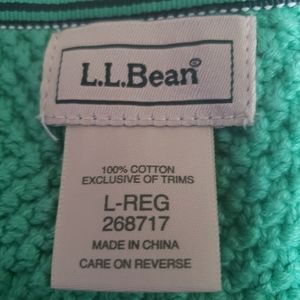 L.L.Bean®
100% COTTON
EXCLUSIVE OF TRIMS
L-REG
268717
MADE IN CHINA
CARE ON REVERSE